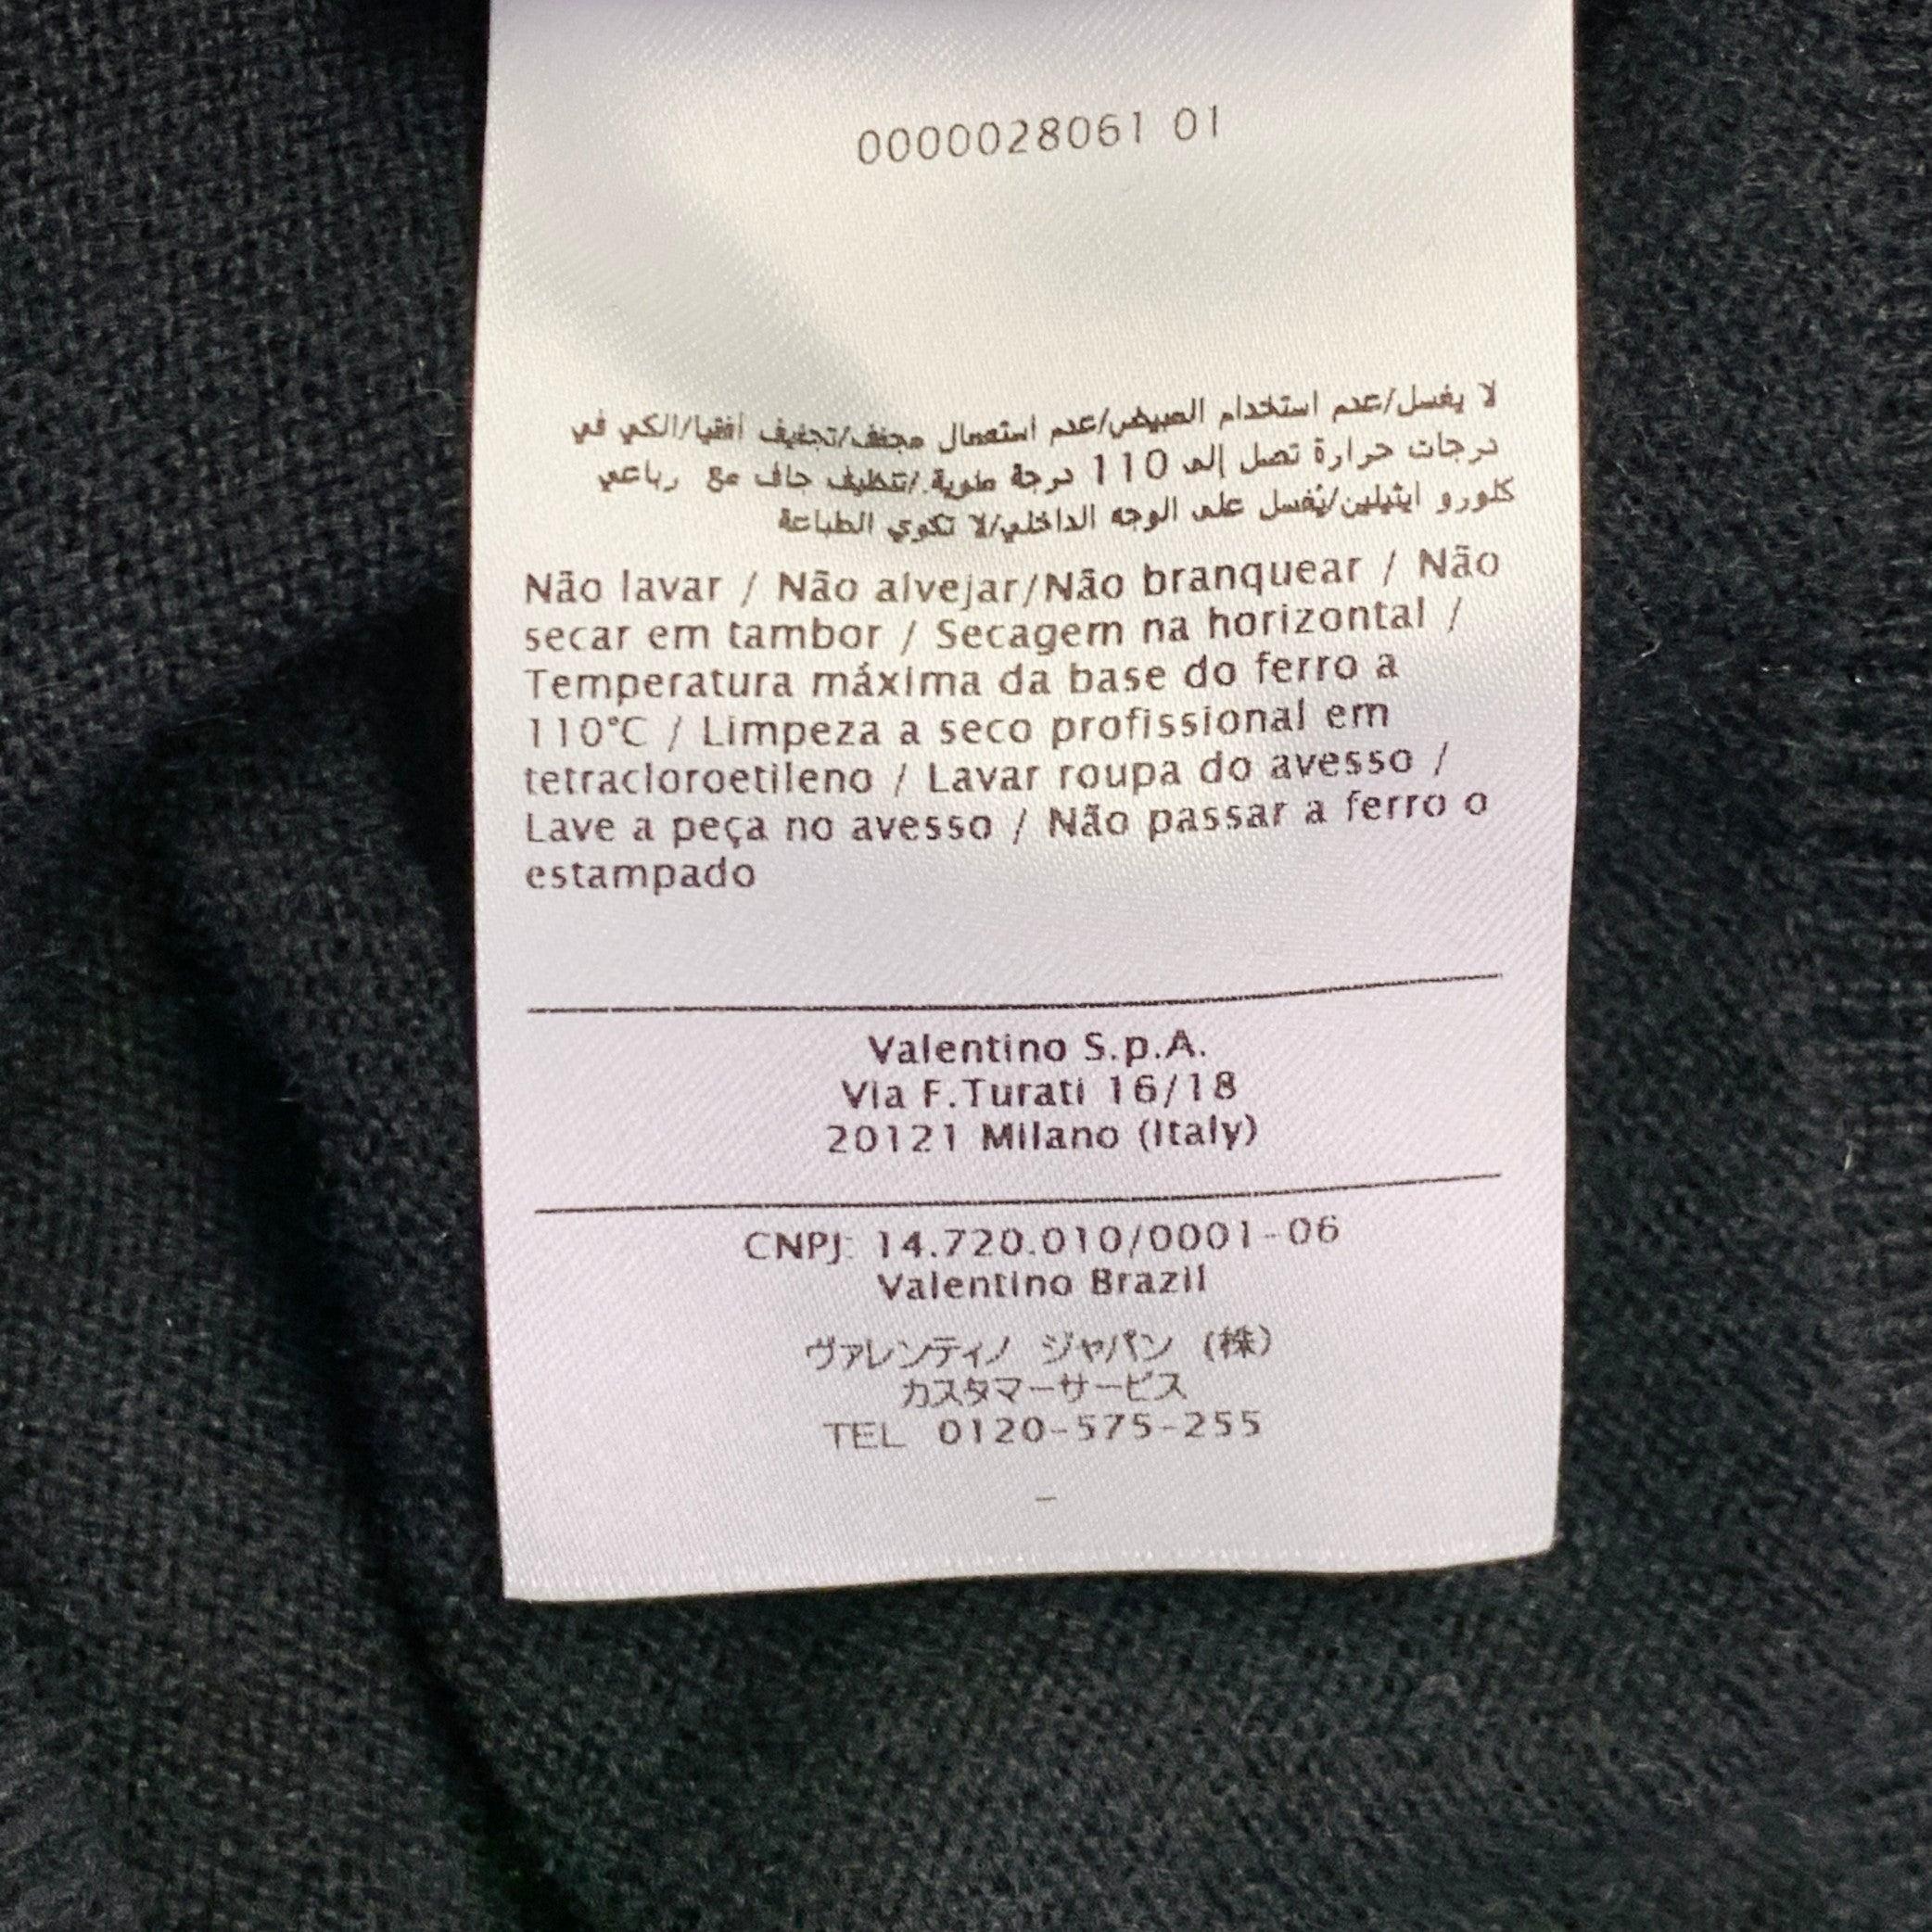 0000028061 01
لا يغسل/عدم استخدام المبيض/عدم استعمال مجفف/تجفيف أفقيا/الكي في
درجات حرارة تصل إلى 110 درجة مئوية./تنظيف جاف مع رباعي
كلورو ايثيلين/يُغسل على الوجه الداخلي/لا تكوي الطباعة
Não lavar / Não alvejar/Não branquear / Não
secar em tambor / Secagem na horizontal /
Temperatura máxima da base do ferro a
110°C / Limpeza a seco profissional em
tetracloroetileno / Lavar roupa do avesso /
Lave a peça no avesso / Não passar a ferro o
estampado
Valentino S.p.A.
Via F.Turati 16/18
20121 Milano (Italy)
CNPJ: 14.720.010/0001-06
Valentino Brazil
ヴァレンティノ ジャパン (株)
カスタマーサービス
TEL 0120-575-255
–